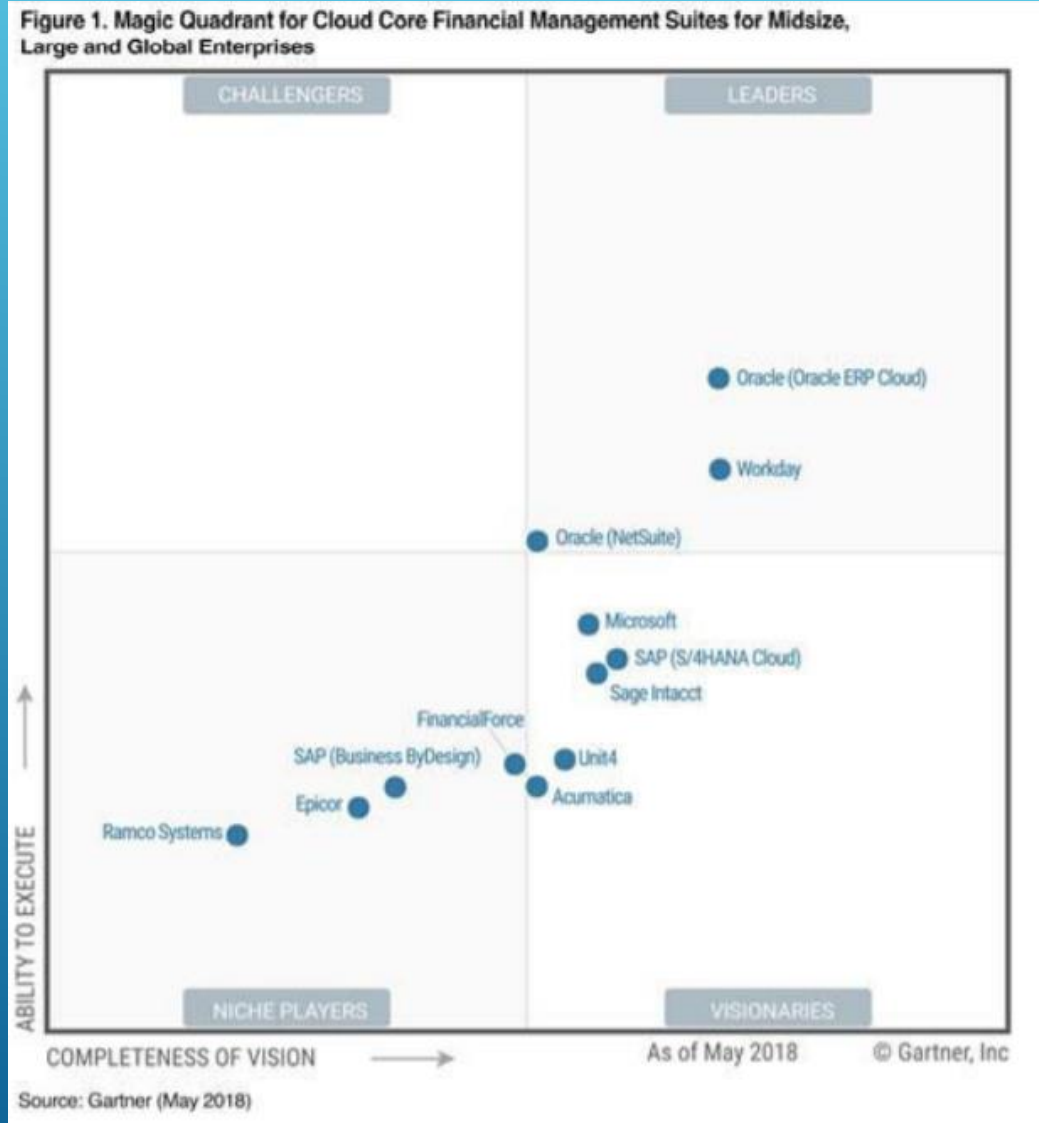 Figure 1. Magic Quadrant for Cloud Core Financial Management Suites for Midsize,
Large and Global Enterprises
CHALLENGERS
LEADERS
Oracle (Oracle ERP Cloud)
Workday
Oracle (NetSuite)
Microsoft
SAP (S/4HANA Cloud)
Sage Intacct
FinancialForce
SAP (Business ByDesign)
Unit4
Epicor
Acumatica
Ramco Systems
ABILITY TO EXECUTE
NICHE PLAYERS
VISIONARIES
COMPLETENESS OF VISION
As of May 2018
© Gartner, Inc
Source: Gartner (May 2018)